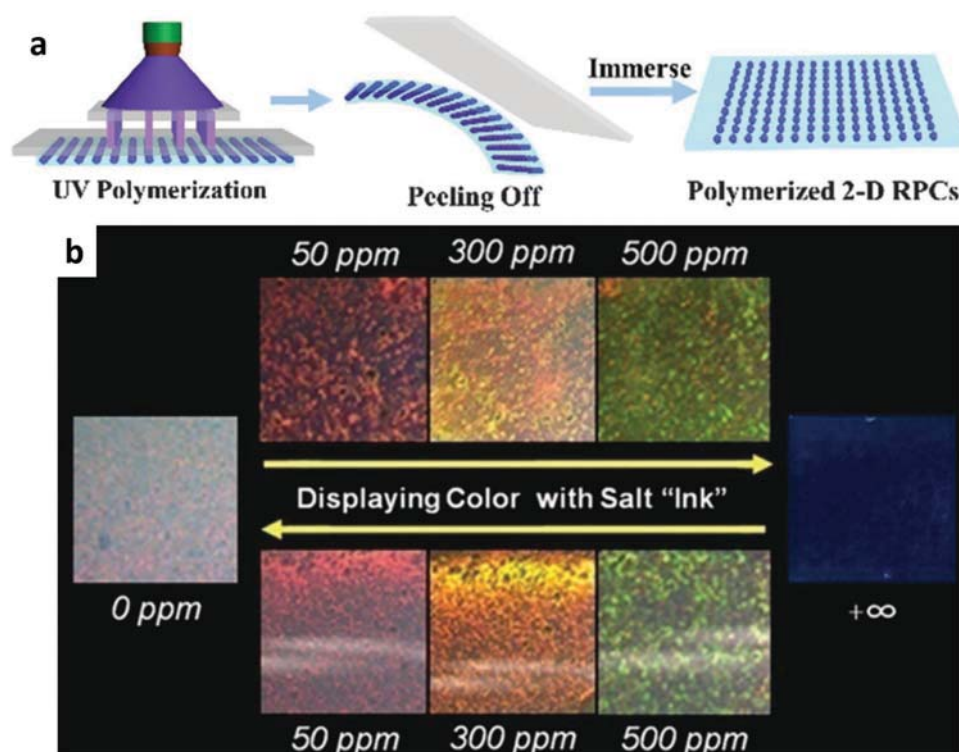 a
Immerse
UV Polymerization
Peeling Off
Polymerized 2-D RPCs
b
50 ppm 300 ppm 500 ppm
Displaying Color with Salt “Ink”
0 ppm
+∞
50 ppm 300 ppm 500 ppm